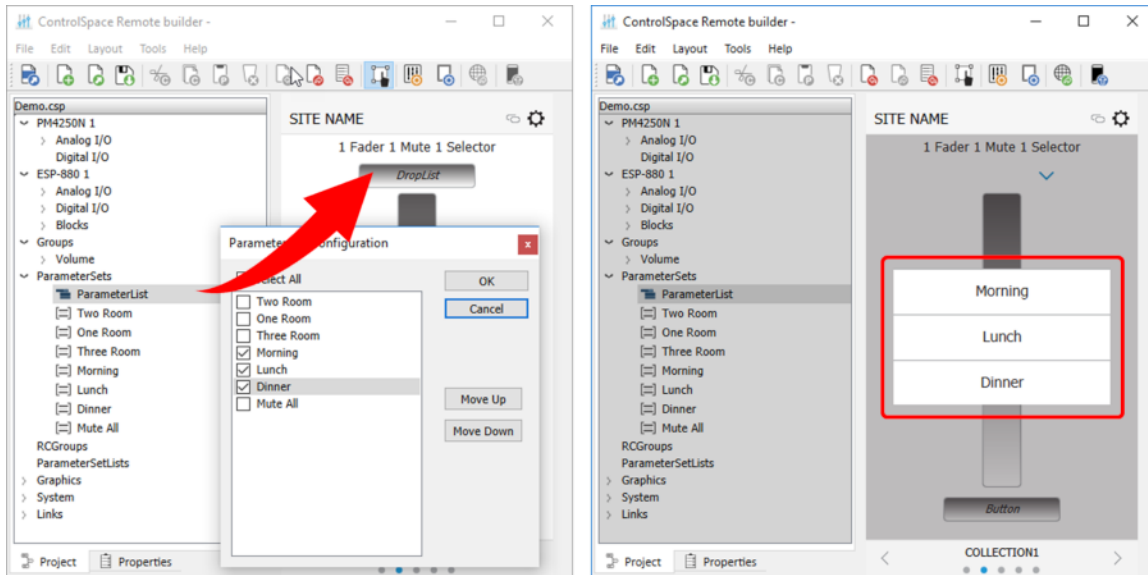 ControlSpace Remote builder -
File Edit Layout Tools Help
Demo.csp
PM4250N 1
Analog I/O
Digital I/O
ESP-880 1
Analog I/O
Digital I/O
Blocks
Groups
Volume
ParameterSets
ParameterList
Two Room
One Room
Three Room
Morning
Lunch
Dinner
Mute All
RCGroups
ParameterSetLists
Graphics
System
Links
Project Properties
SITE NAME
1 Fader 1 Mute 1 Selector
DropList
OK
Cancel
Two Room
One Room
Three Room
Morning
Lunch
Dinner
Mute All
Move Up
Move Down
ControlSpace Remote builder -
File Edit Layout Tools Help
Demo.csp
PM4250N 1
Analog I/O
Digital I/O
ESP-880 1
Analog I/O
Digital I/O
Blocks
Groups
Volume
ParameterSets
ParameterList
Two Room
One Room
Three Room
Morning
Lunch
Dinner
Mute All
RCGroups
ParameterSetLists
Graphics
System
Links
Project Properties
SITE NAME
1 Fader 1 Mute 1 Selector
Morning
Lunch
Dinner
Button
COLLECTION1